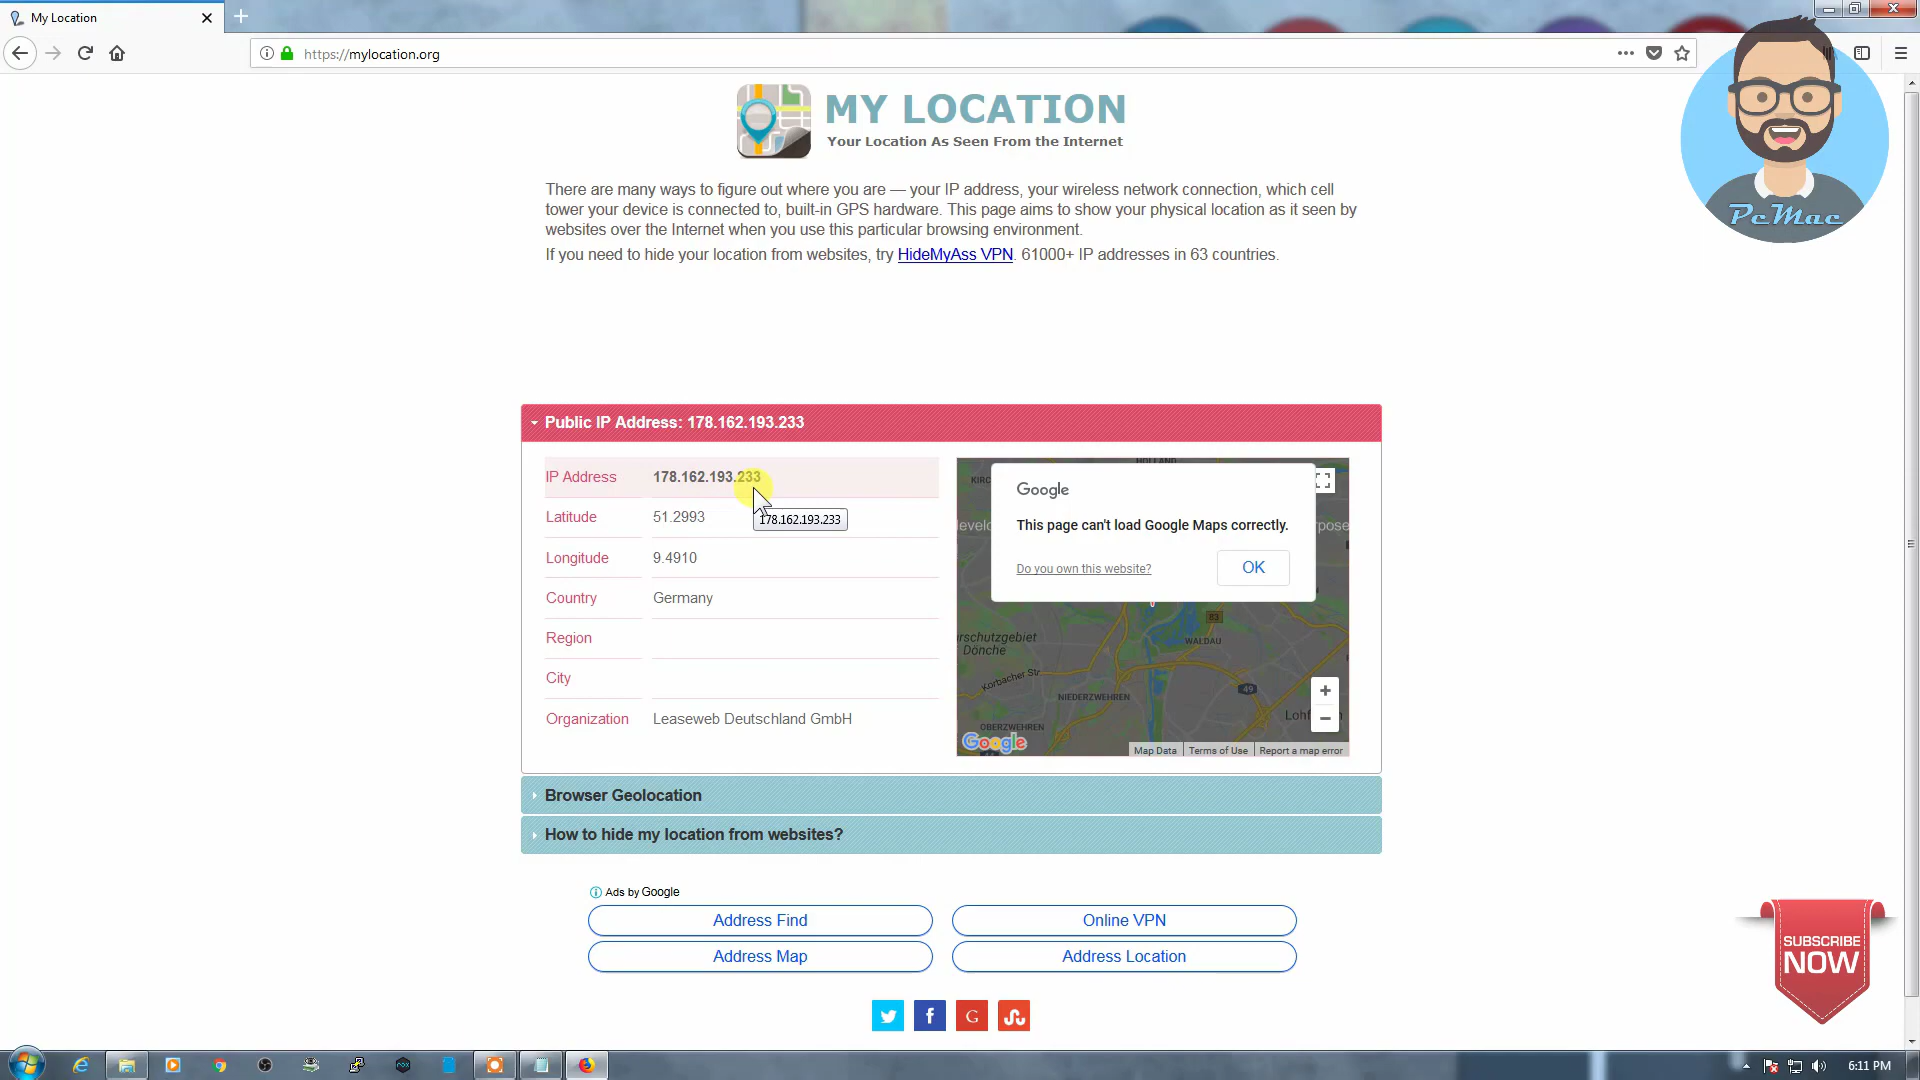 My Location
https://mylocation.org
MY LOCATION
Your Location As Seen From the Internet
PcMac
There are many ways to figure out where you are — your IP address, your wireless network connection, which cell
tower your device is connected to, built-in GPS hardware. This page aims to show your physical location as it seen by
websites over the Internet when you use this particular browsing environment.
If you need to hide your location from websites, try HideMyAss VPN. 61000+ IP addresses in 63 countries.
Public IP Address: 178.162.193.233
IP Address 178.162.193.233
178.162.193.233
Latitude 51.2993
Longitude 9.4910
Country Germany
Region
City
Organization Leaseweb Deutschland GmbH
Google
This page can't load Google Maps correctly.
Do you own this website? OK
83
WALDAU
Dönche
Korbacher Str
49
NIEDERZWEHREN
OBERZWEHREN
Google
Map Data Terms of Use Report a map error
Browser Geolocation
How to hide my location from websites?
Ads by Google
Address Find Online VPN
Address Map Address Location
SUBSCRIBE
NOW
6:11 PM